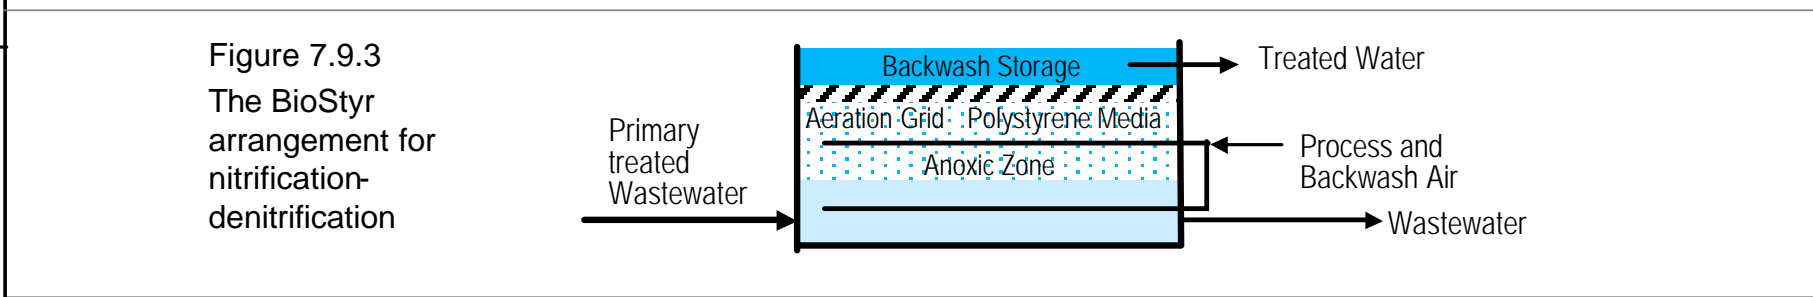 Figure 7.9.3
The BioStyr
arrangement for
nitrification-
denitrification
Primary
treated
Wastewater
Backwash Storage
Aeration Grid Polystyrene Media
Anoxic Zone
Treated Water
Process and
Backwash Air
Wastewater